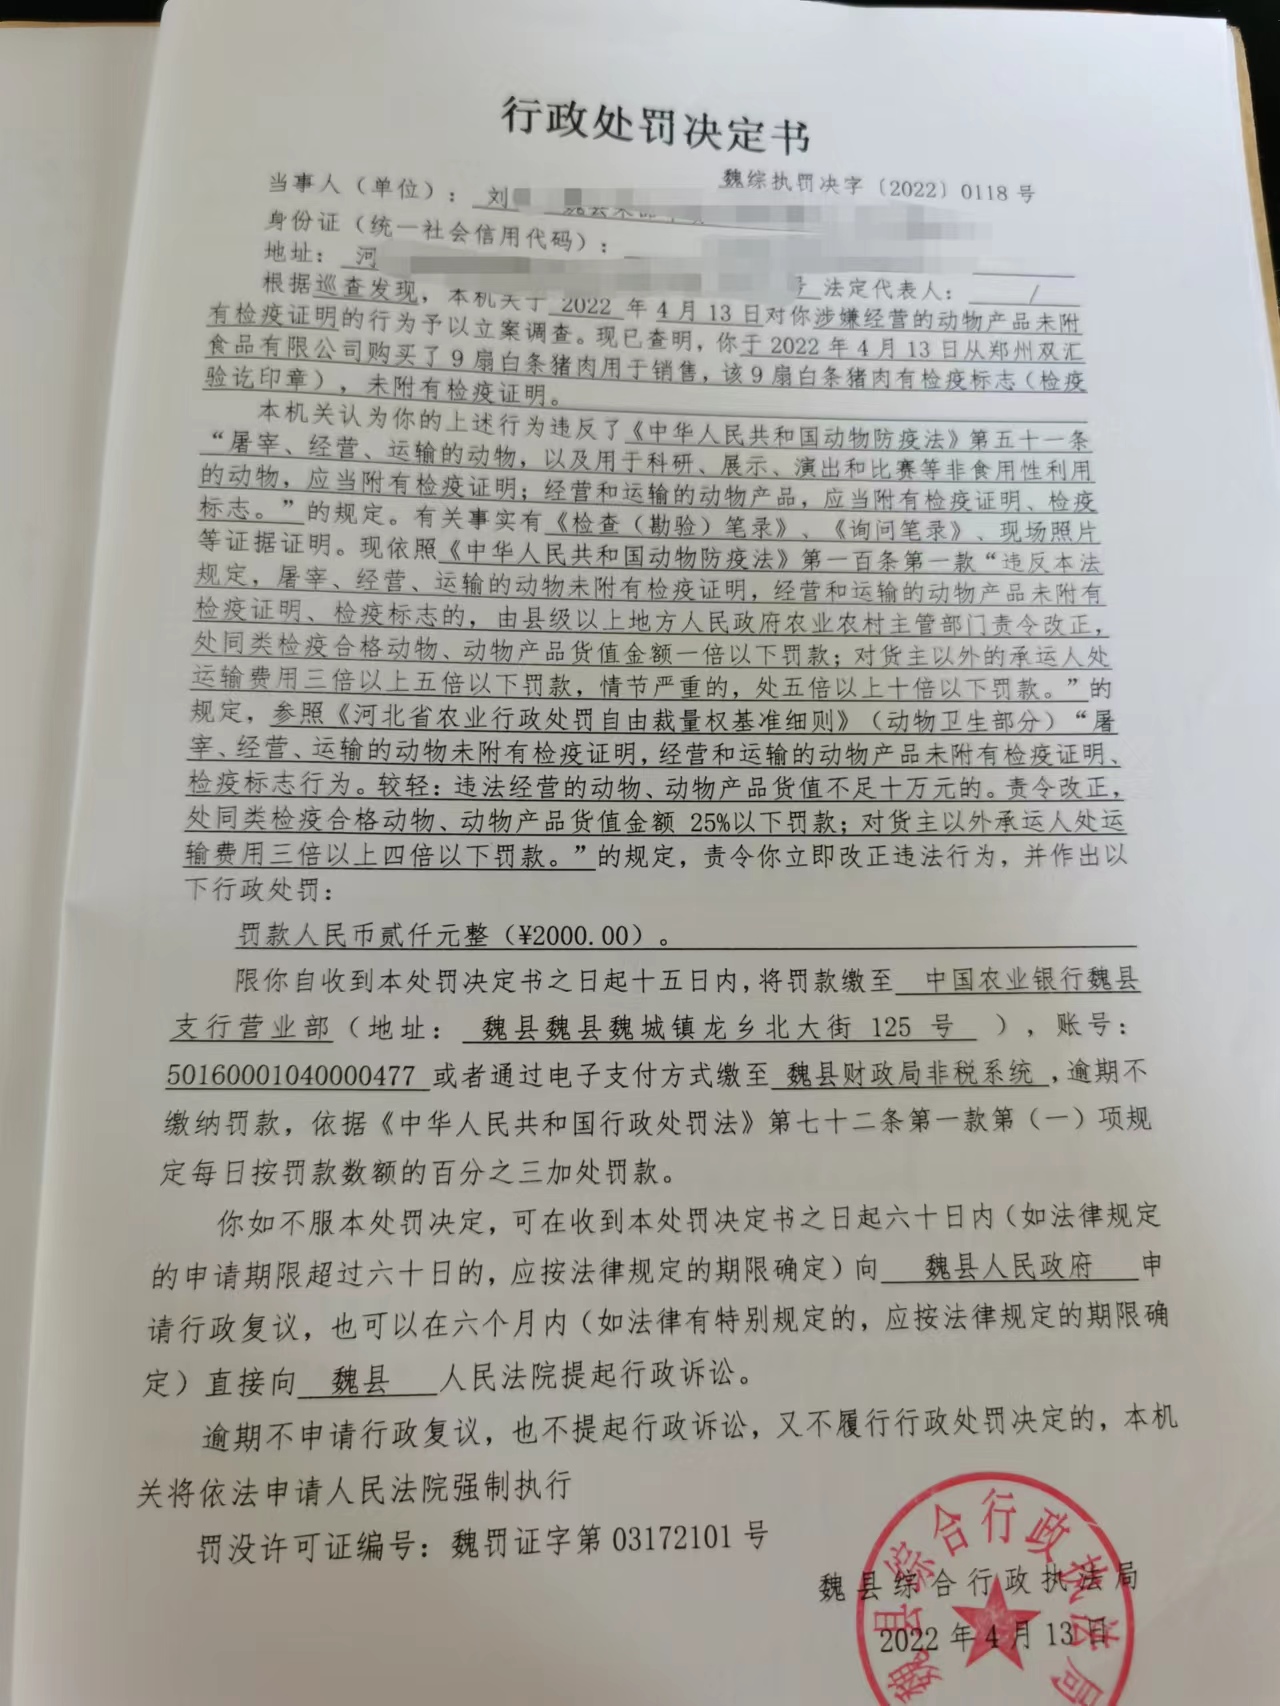 行政处罚决定书
魏综执罚决字〔2022〕0118号
当事人（单位）：刘
身份证（统一社会信用代码）：
地址：河 号 法定代表人： /
根据巡查发现，本机关于 2022 年 4 月 13 日对你涉嫌经营的动物产品未附
有检疫证明的行为予以立案调查。现已查明，你于 2022 年 4 月 13 日从郑州双汇
食品有限公司购买了 9 扇白条猪肉用于销售，该 9 扇白条猪肉有检疫标志（检疫
验讫印章），未附有检疫证明。
本机关认为你的上述行为违反了《中华人民共和国动物防疫法》第五十一条
“屠宰、经营、运输的动物，以及用于科研、展示、演出和比赛等非食用性利用
的动物，应当附有检疫证明；经营和运输的动物产品，应当附有检疫证明、检疫
标志。”的规定。有关事实有《检查（勘验）笔录》、《询问笔录》、现场照片
等证据证明。现依照《中华人民共和国动物防疫法》第一百条第一款“违反本法
规定，屠宰、经营、运输的动物未附有检疫证明，经营和运输的动物产品未附有
检疫证明、检疫标志的，由县级以上地方人民政府农业农村主管部门责令改正，
处同类检疫合格动物、动物产品货值金额一倍以下罚款；对货主以外的承运人处
运输费用三倍以上五倍以下罚款，情节严重的，处五倍以上十倍以下罚款。”的
规定，参照《河北省农业行政处罚自由裁量权基准细则》（动物卫生部分）“屠
宰、经营、运输的动物未附有检疫证明，经营和运输的动物产品未附有检疫证明、
检疫标志行为。较轻：违法经营的动物、动物产品货值不足十万元的。责令改正，
处同类检疫合格动物、动物产品货值金额 25%以下罚款；对货主以外承运人处运
输费用三倍以上四倍以下罚款。”的规定，责令你立即改正违法行为，并作出以
下行政处罚：
罚款人民币贰仟元整（¥2000.00）。
限你自收到本处罚决定书之日起十五日内，将罚款缴至 中国农业银行魏县
支行营业部（地址： 魏县魏县魏城镇龙乡北大街 125 号 ），账号：
50160001040000477 或者通过电子支付方式缴至 魏县财政局非税系统，逾期不
缴纳罚款，依据《中华人民共和国行政处罚法》第七十二条第一款第（一）项规
定每日按罚款数额的百分之三加处罚款。
你如不服本处罚决定，可在收到本处罚决定书之日起六十日内（如法律规定
的申请期限超过六十日的，应按法律规定的期限确定）向 魏县人民政府 申
请行政复议，也可以在六个月内（如法律有特别规定的，应按法律规定的期限确
定）直接向 魏县 人民法院提起行政诉讼。
逾期不申请行政复议，也不提起行政诉讼，又不履行行政处罚决定的，本机
关将依法申请人民法院强制执行
罚没许可证编号：魏罚证字第 03172101 号
魏县综合行政执法局
2022 年 4 月 13 日
魏县综合行政执法局